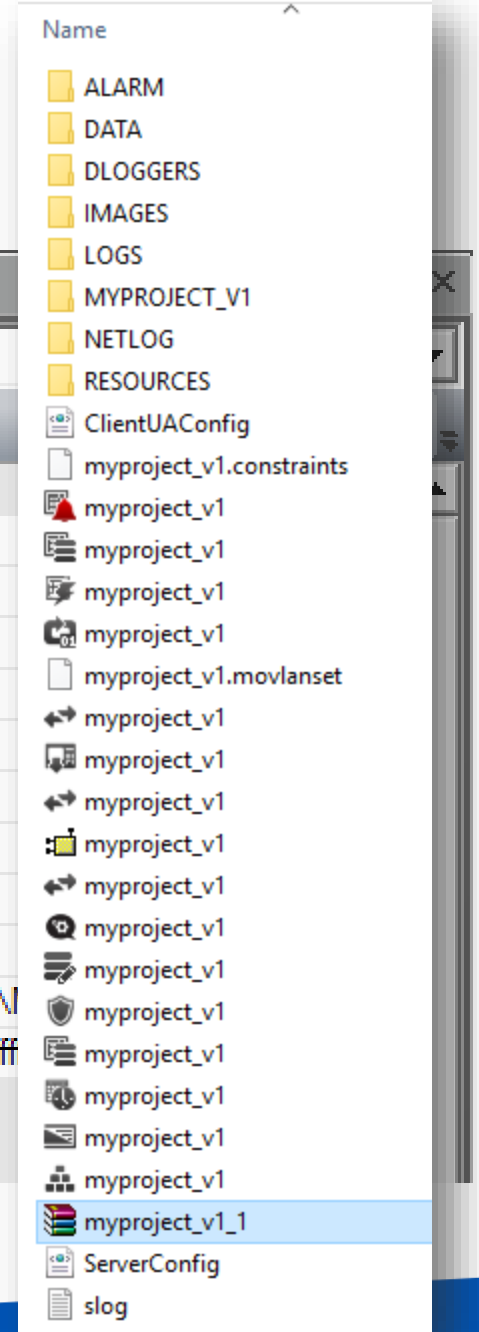 Name
ALARM
DATA
DLOGGERS
IMAGES
LOGS
MYPROJECT_V1
NETLOG
RESOURCES
ClientUAConfig
myproject_v1.constraints
myproject_v1
myproject_v1
myproject_v1
myproject_v1
myproject_v1.movlanset
myproject_v1
myproject_v1
myproject_v1
myproject_v1
myproject_v1
myproject_v1
myproject_v1
myproject_v1
myproject_v1
myproject_v1
myproject_v1
myproject_v1
myproject_v1_1
ServerConfig
slog